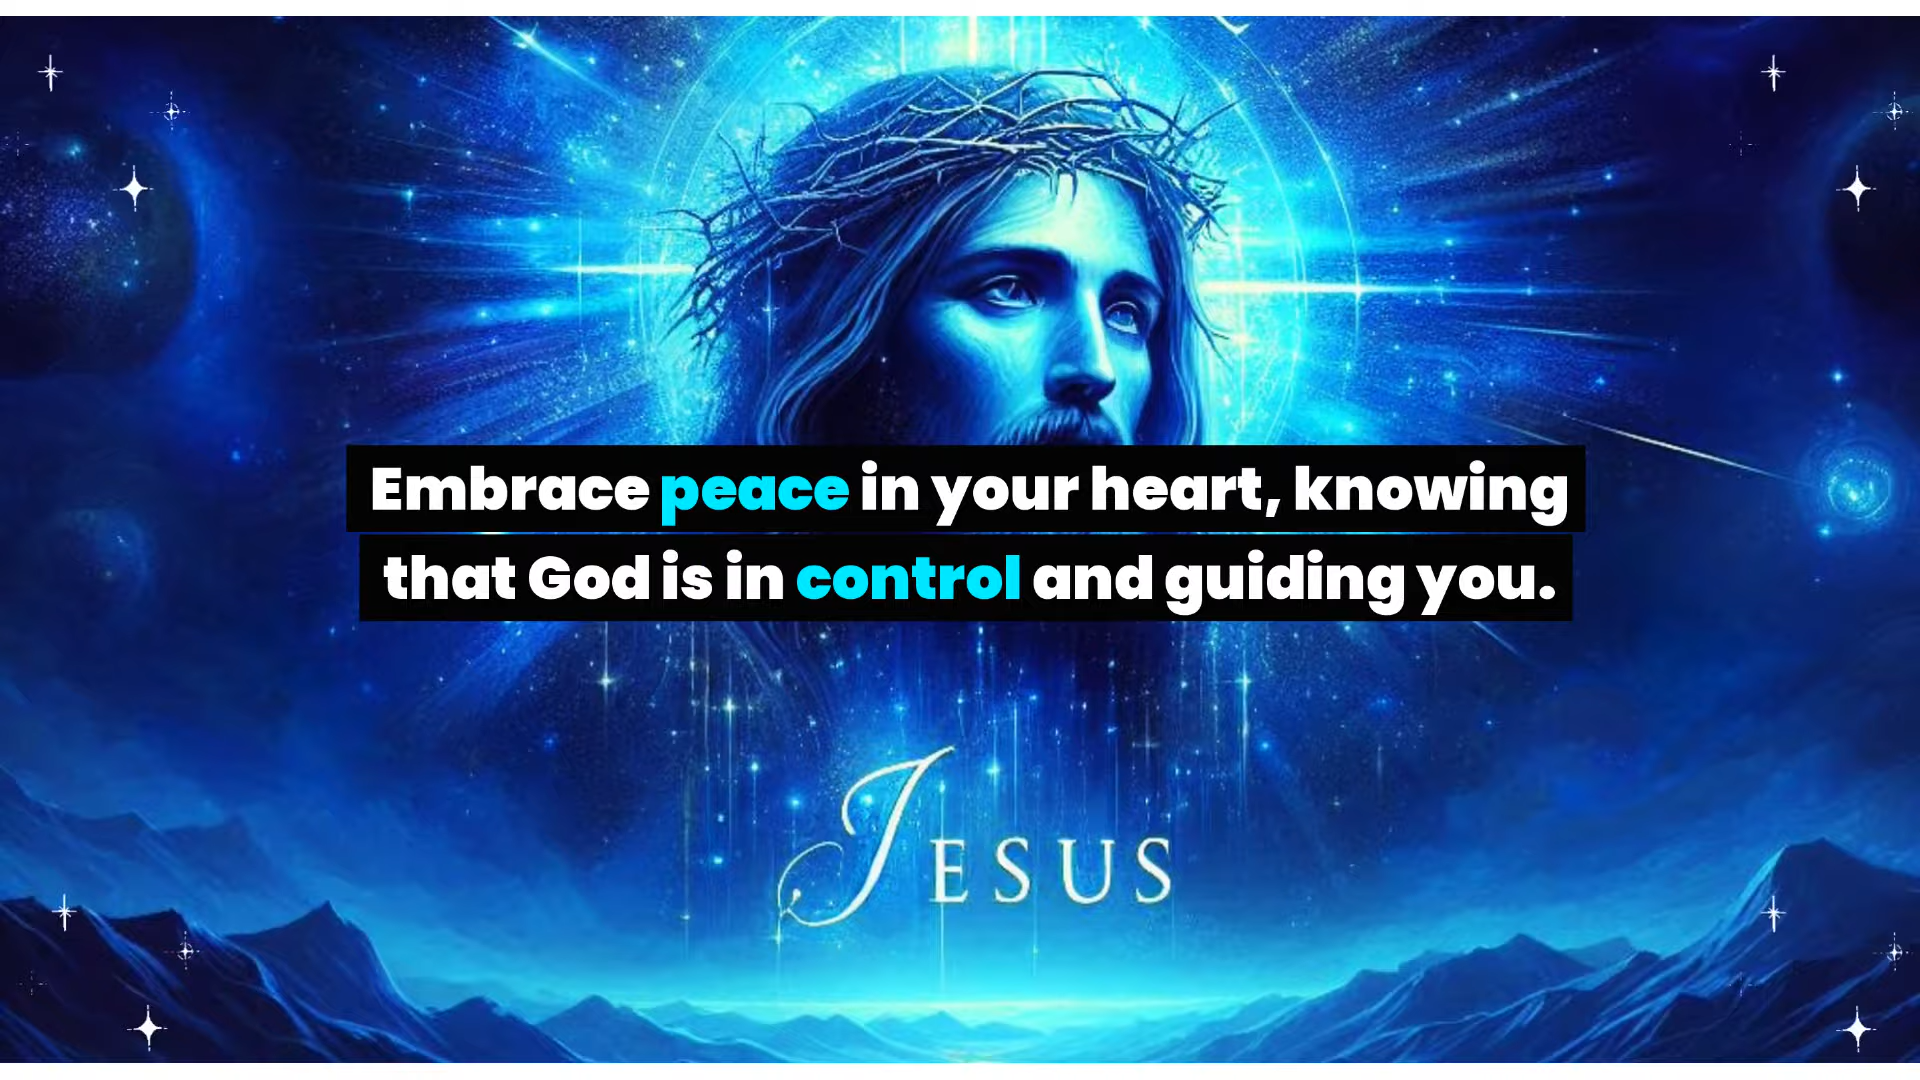 Embrace peace in your heart, knowing
that God is in control and guiding you.
JESUS